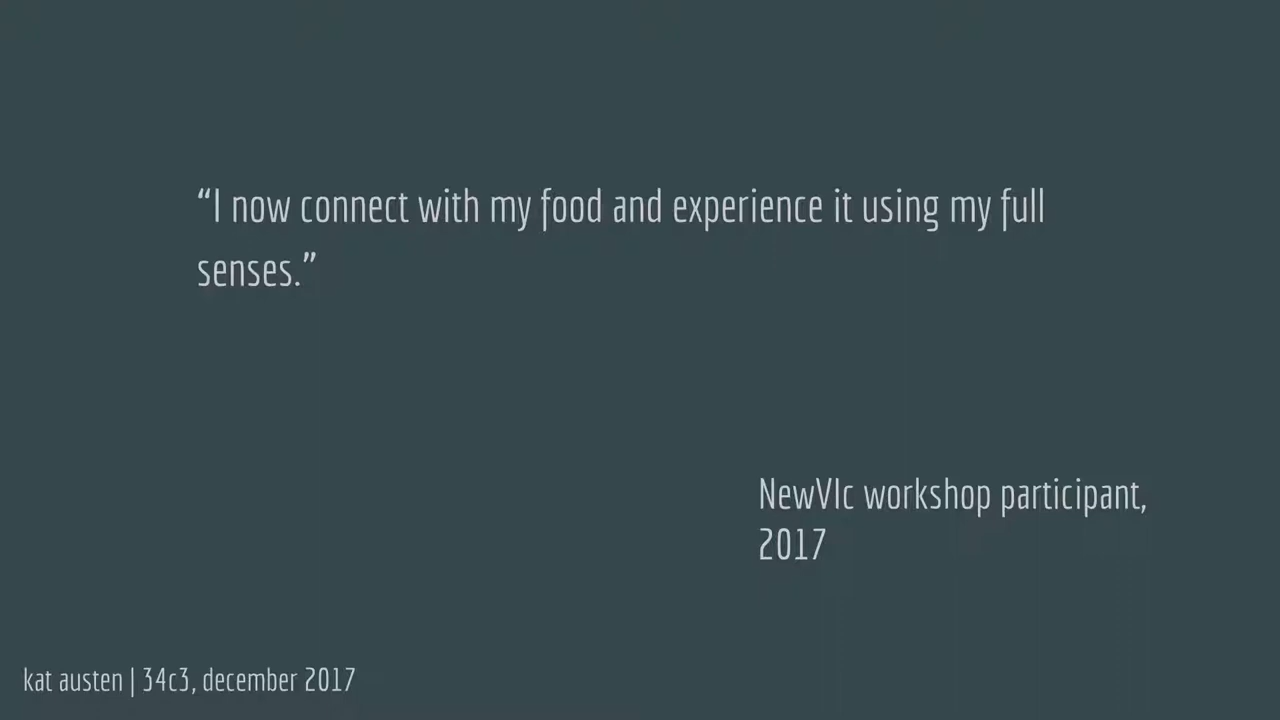 “I now connect with my food and experience it using my full
senses.”
NewVIc workshop participant,
2017
kat austen | 34c3, december 2017